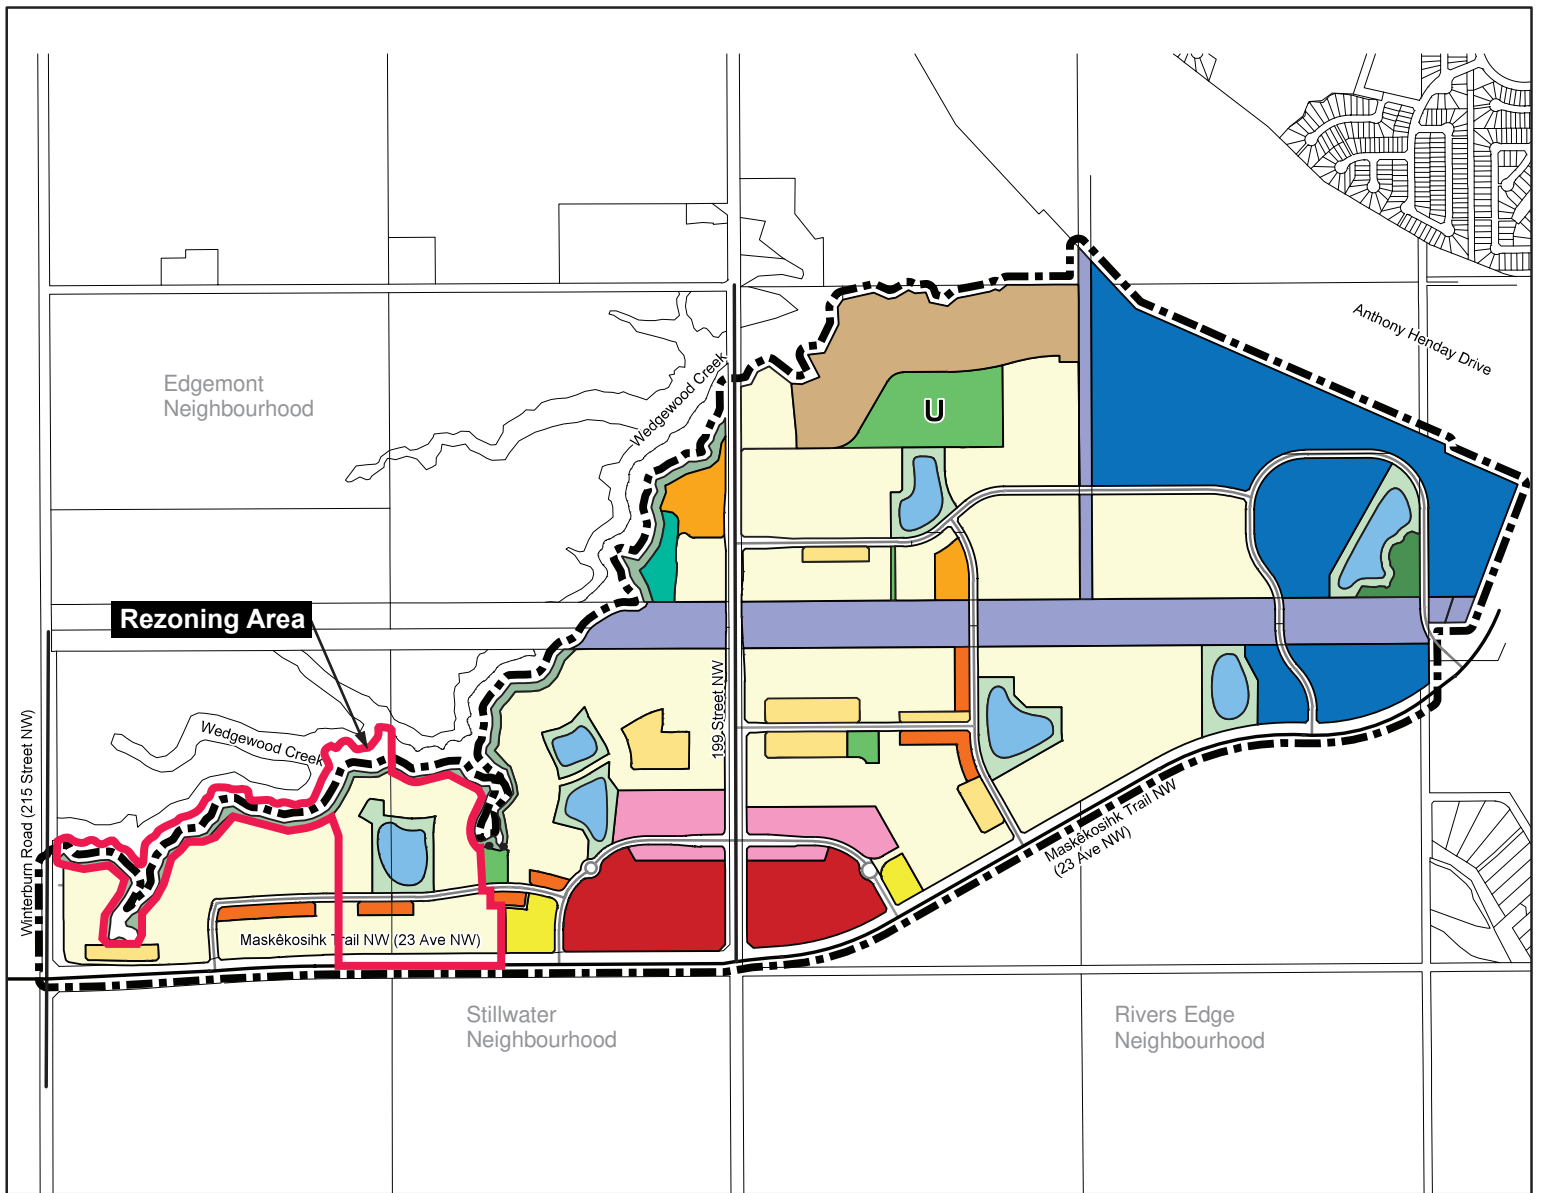 Anthony Henday Drive
Edgemont
Neighbourhood
Wedgewood Creek
U
Rezoning Area
199 Street NW
Winterburn Road (215 Street NW)
Wedgewood Creek
Maskêkosihk Trail NW
(23 Ave NW)
Maskêkosihk Trail NW (23 Ave NW)
Stillwater
Neighbourhood
Rivers Edge
Neighbourhood